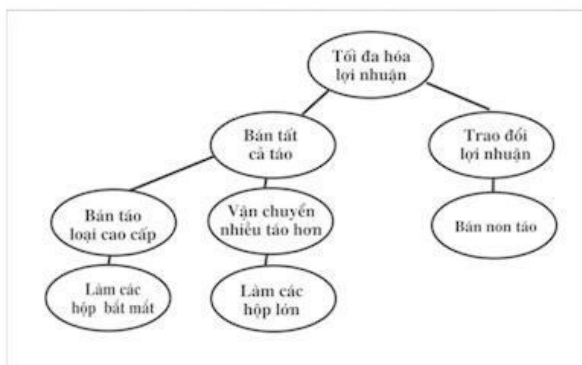 Tối đa hóa
lợi nhuận
Bán tất
cả táo
Trao đổi
lợi nhuận
Bán táo
loại cao cấp
Vận chuyển
nhiều táo hơn
Bán non táo
Làm các
hộp bắt mắt
Làm các
hộp lớn